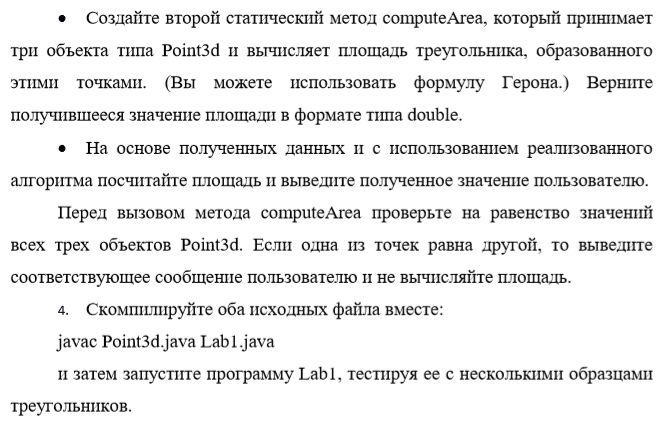 • Создайте второй статический метод computeArea, который принимает
три объекта типа Point3d и вычисляет площадь треугольника, образованного
этими точками. (Вы можете использовать формулу Герона.) Верните
получившееся значение площади в формате типа double.
• На основе полученных данных и с использованием реализованного
алгоритма посчитайте площадь и выведите полученное значение пользователю.
Перед вызовом метода computeArea проверьте на равенство значений
всех трех объектов Point3d. Если одна из точек равна другой, то выведите
соответствующее сообщение пользователю и не вычисляйте площадь.
4. Скомпилируйте оба исходных файла вместе:
javac Point3d.java Lab1.java
и затем запустите программу Lab1, тестируя ее с несколькими образцами
треугольников.